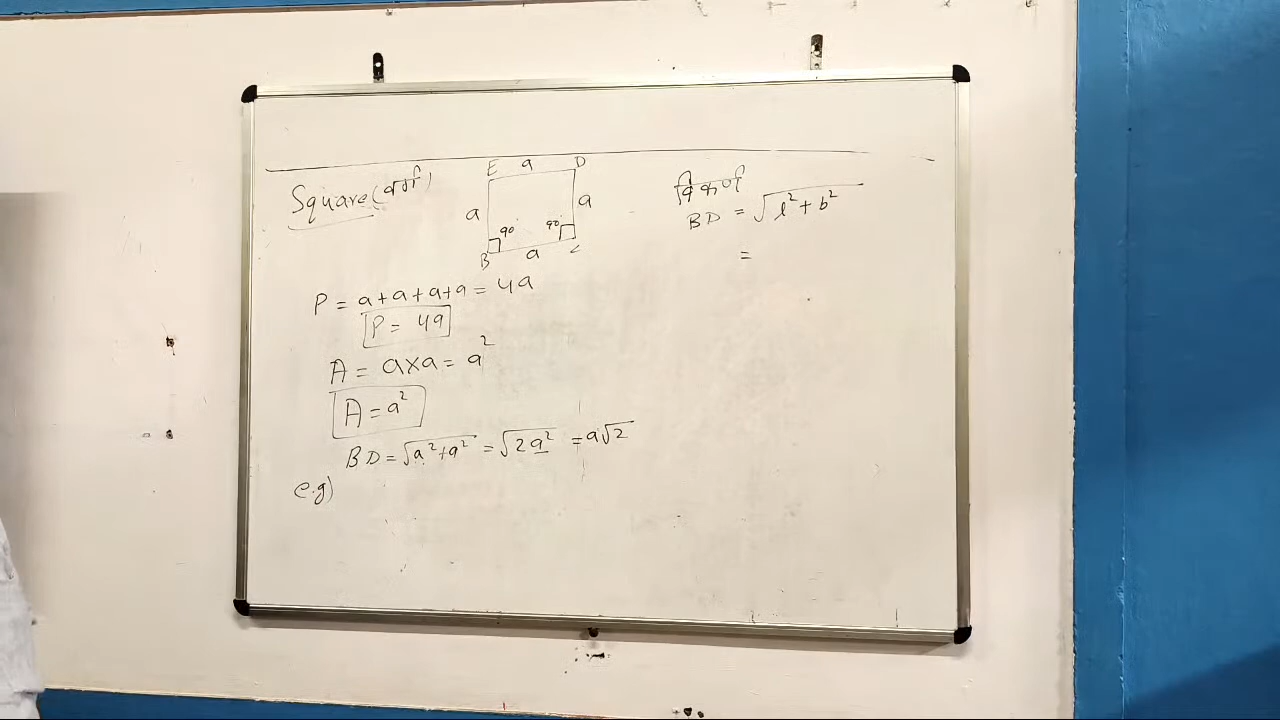 Square (वर्ग)
E a D
a a
90° 90°
B a C
P = a+a+a+a = 4a
P = 4a
A = a×a = a²
A = a²
BD = √a²+a² = √2a² = a√2
e.g)
विकर्ण
BD = √l²+b²
=